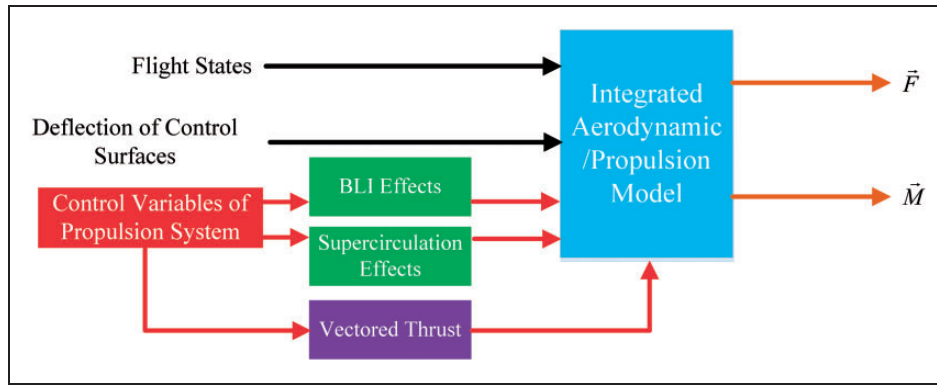 Flight States
Deflection of Control
Surfaces
Control Variables of
Propulsion System
BLI Effects
Supercirculation
Effects
Vectored Thrust
Integrated
Aerodynamic
/Propulsion
Model
F⃗
M⃗